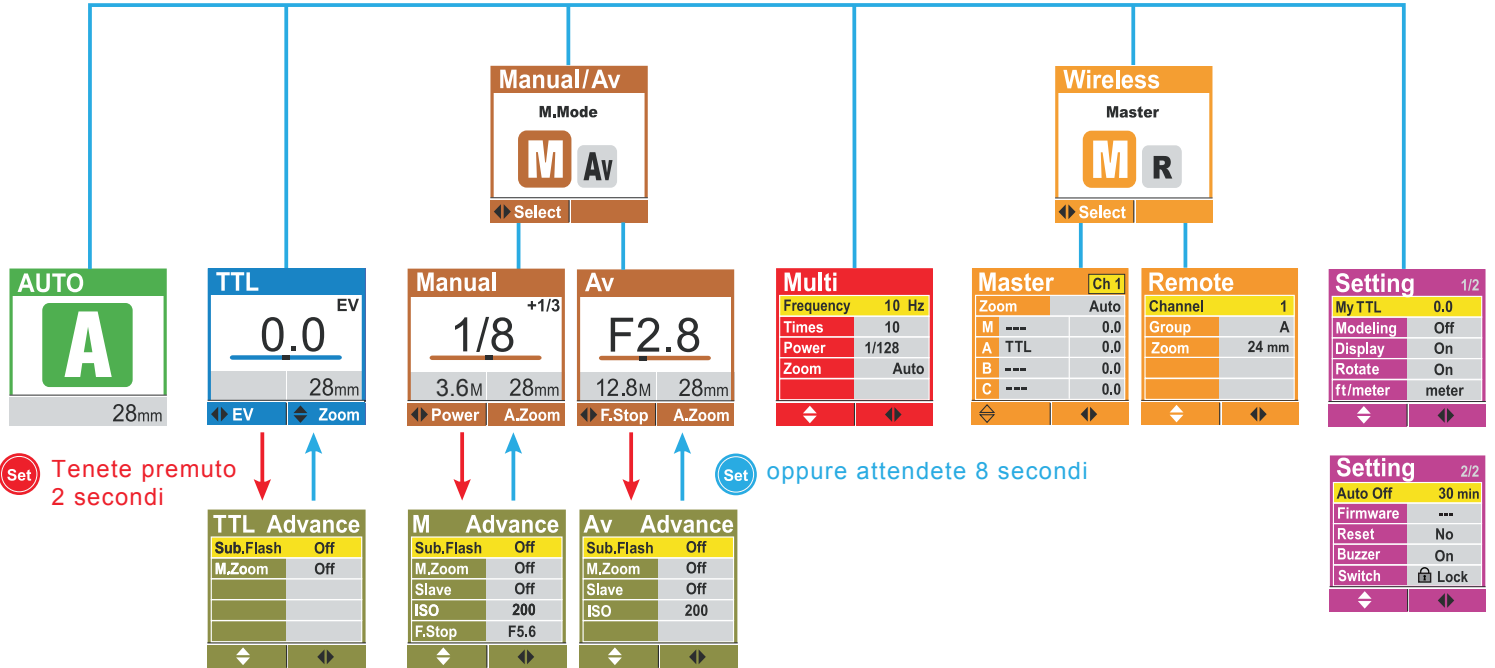 Manual/Av
M.Mode
M Av
Select
Wireless
Master
M R
Select
AUTO
A
28mm
TTL
EV
0.0
28mm
EV Zoom
Manual
+1/3
1/8
3.6M 28mm
Power A.Zoom
Av
F2.8
12.8M 28mm
F.Stop A.Zoom
Multi
Frequency 10 Hz
Times 10
Power 1/128
Zoom Auto
Master Ch 1
Zoom Auto
M --- 0.0
A TTL 0.0
B --- 0.0
C --- 0.0
Remote
Channel 1
Group A
Zoom 24 mm
Setting 1/2
My TTL 0.0
Modeling Off
Display On
Rotate On
ft/meter meter
Set Tenete premuto
2 secondi
Set oppure attendete 8 secondi
TTL Advance
Sub.Flash Off
M.Zoom Off
M Advance
Sub.Flash Off
M.Zoom Off
Slave Off
ISO 200
F.Stop F5.6
Av Advance
Sub.Flash Off
M.Zoom Off
Slave Off
ISO 200
Setting 2/2
Auto Off 30 min
Firmware ---
Reset No
Buzzer On
Switch Lock